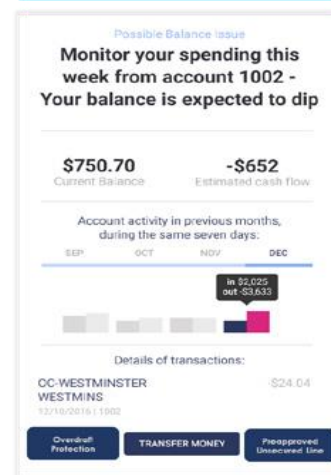 Possible Balance Issue
Monitor your spending this
week from account 1002 -
Your balance is expected to dip
$750.70 -$652
Current Balance Estimated cash flow
Account activity in previous months,
during the same seven days:
SEP OCT NOV DEC
in $2,025
out -$3,633
Details of transactions:
OC-WESTMINSTER -$24.04
WESTMINS
12/10/2016 | 1002
Overdraft
Protection
TRANSFER MONEY
Preapproved
Unsecured Line